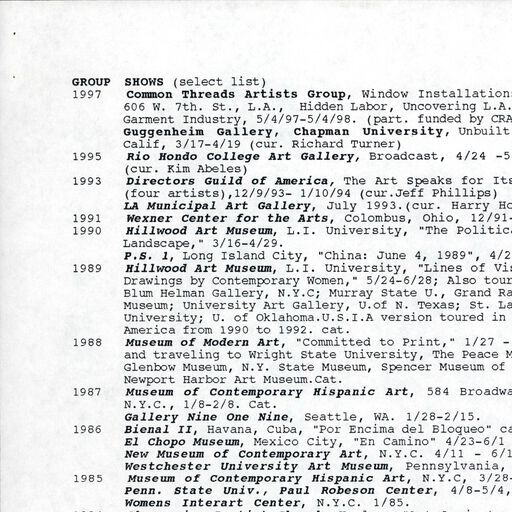 GROUP SHOWS (select list)
1997 Common Threads Artists Group, Window Installation
606 W. 7th. St., L.A., Hidden Labor, Uncovering L.A.
Garment Industry, 5/4/97-5/4/98. (part. funded by CRA
Guggenheim Gallery, Chapman University, Unbuilt
Calif, 3/17-4/19 (cur. Richard Turner)
1995 Rio Hondo College Art Gallery, Broadcast, 4/24 -5
(cur. Kim Abeles)
1993 Directors Guild of America, The Art Speaks for Its
(four artists),12/9/93- 1/10/94 (cur.Jeff Phillips)
LA Municipal Art Gallery, July 1993.(cur. Harry Ho
1991 Wexner Center for the Arts, Colombus, Ohio, 12/91-
1990 Hillwood Art Museum, L.I. University, "The Politic
Landscape," 3/16-4/29.
P.S. 1, Long Island City, "China: June 4, 1989", 4/2
1989 Hillwood Art Museum, L.I. University, "Lines of Vis
Drawings by Contemporary Women," 5/24-6/28; Also tour
Blum Helman Gallery, N.Y.C; Murray State U., Grand Ra
Museum; University Art Gallery, U.of N. Texas; St. La
University; U. of Oklahoma.U.S.I.A version toured in
America from 1990 to 1992. cat.
1988 Museum of Modern Art, "Committed to Print," 1/27 -
and traveling to Wright State University, The Peace M
Glenbow Museum, N.Y. State Museum, Spencer Museum of
Newport Harbor Art Museum.Cat.
1987 Museum of Contemporary Hispanic Art, 584 Broadwa
N.Y.C., 1/8-2/8. Cat.
Gallery Nine One Nine, Seattle, WA. 1/28-2/15.
1986 Bienal II, Havana, Cuba, "Por Encima del Bloqueo" ca
El Chopo Museum, Mexico City, "En Camino" 4/23-6/1
New Museum of Contemporary Art, N.Y.C. 4/11 - 6/1
Westchester University Art Museum, Pennsylvania,
1985 Museum of Contemporary Hispanic Art, N.Y.C, 3/28-
Penn. State Univ., Paul Robeson Center, 4/8-5/4,
Womens Interart Center, N.Y.C. 1/85.